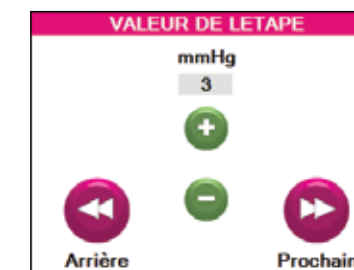 VALEUR DE LETAPE
mmHg
3
+
−
Arrière
Prochain